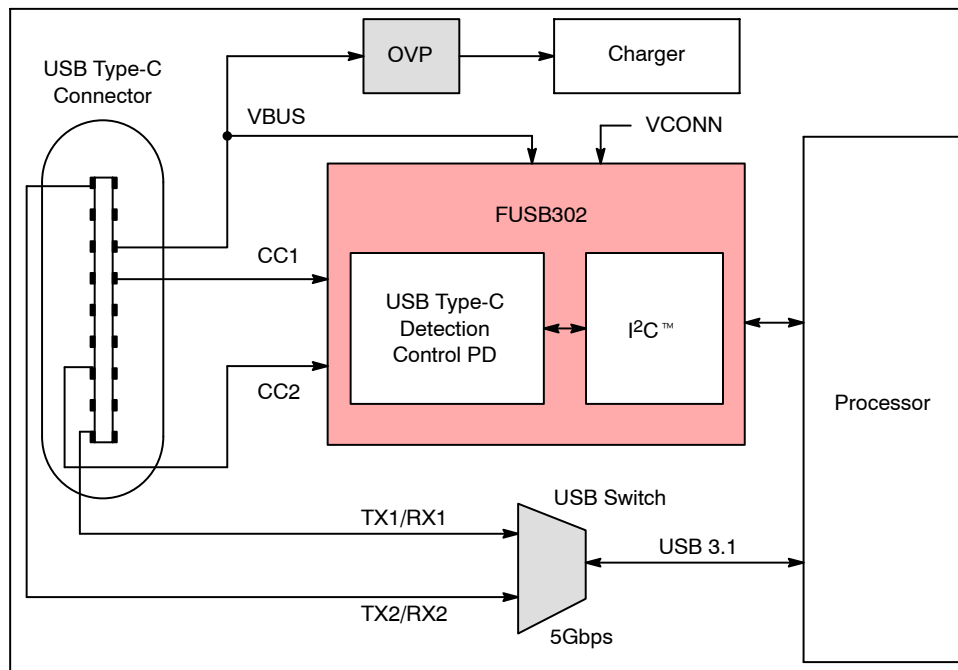 OVP
Charger
USB Type-C
Connector
VBUS
VCONN
FUSB302
CC1
USB Type-C
Detection
Control PD
I²C™
CC2
Processor
USB Switch
TX1/RX1
USB 3.1
TX2/RX2
5Gbps